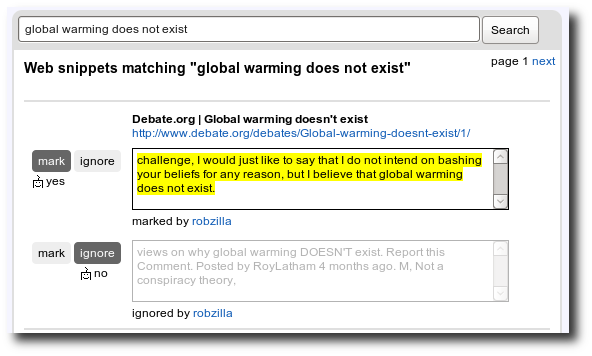 global warming does not exist
Search
Web snippets matching "global warming does not exist"
page 1 next
Debate.org | Global warming doesn't exist
http://www.debate.org/debates/Global-warming-doesnt-exist/1/
mark ignore
yes
challenge, I would just like to say that I do not intend on bashing
your beliefs for any reason, but I believe that global warming
does not exist.
marked by robzilla
mark ignore
no
views on why global warming DOESN'T exist. Report this
Comment. Posted by RoyLatham 4 months ago. M, Not a
conspiracy theory,
ignored by robzilla